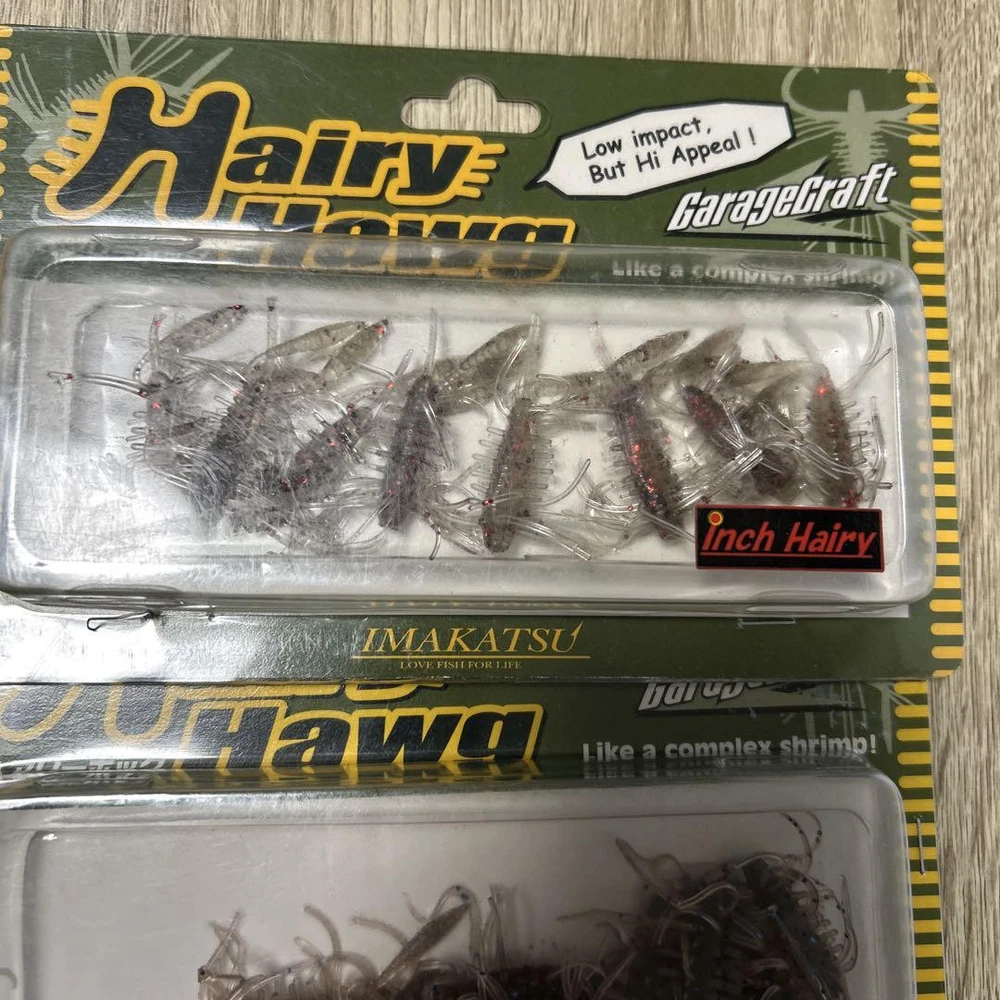 Hairy
Hawg
Low impact,
But Hi Appeal !
GarageCraft
Like a complex shrimp!
inch Hairy
IMAKATSU
LOVE FISH FOR LIFE
Hawg
Like a complex shrimp!